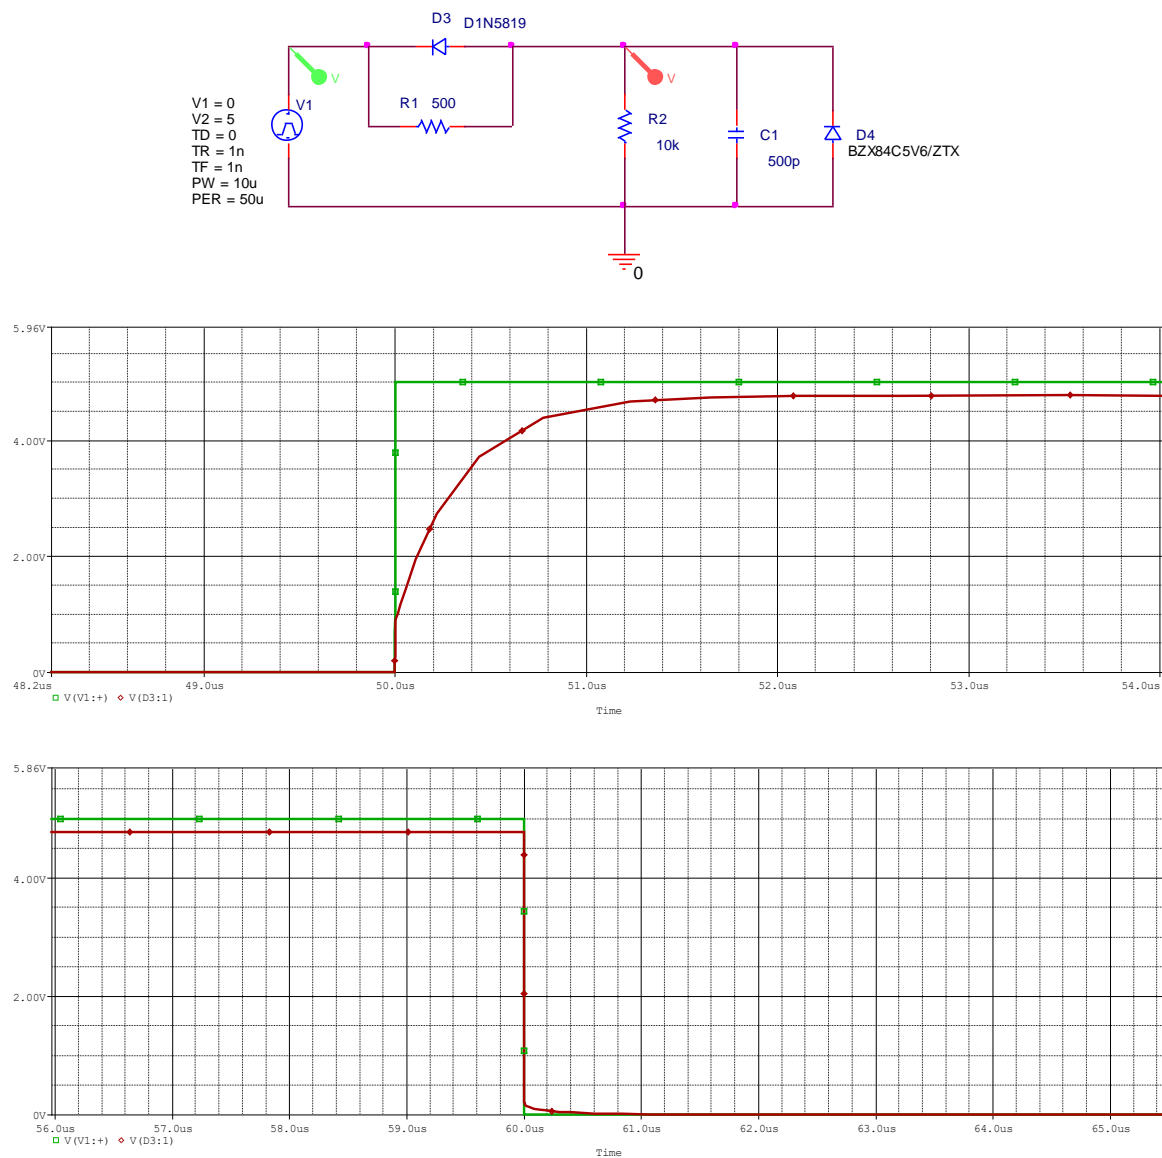 D3
D1N5819
V
V
V1 = 0
V2 = 5
TD = 0
TR = 1n
TF = 1n
PW = 10u
PER = 50u
V1
R1 500
R2
10k
C1
500p
D4
BZX84C5V6/ZTX
0
5.96V
4.00V
2.00V
0V
48.2us 49.0us 50.0us 51.0us 52.0us 53.0us 54.0us
V(V1:+) V(D3:1)
Time
5.86V
4.00V
2.00V
0V
56.0us 57.0us 58.0us 59.0us 60.0us 61.0us 62.0us 63.0us 64.0us 65.0us
V(V1:+) V(D3:1)
Time